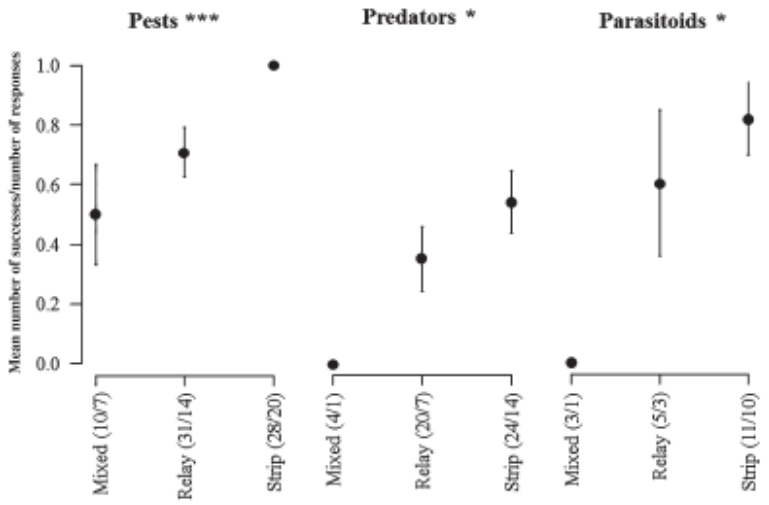 Pests ***
Predators *
Parasitoids *
Mean number of successes/number of responses
1.0
0.8
0.6
0.4
0.2
0.0
Mixed (10/7)
Relay (31/14)
Strip (28/20)
Mixed (4/1)
Relay (20/7)
Strip (24/14)
Mixed (3/1)
Relay (5/3)
Strip (11/10)